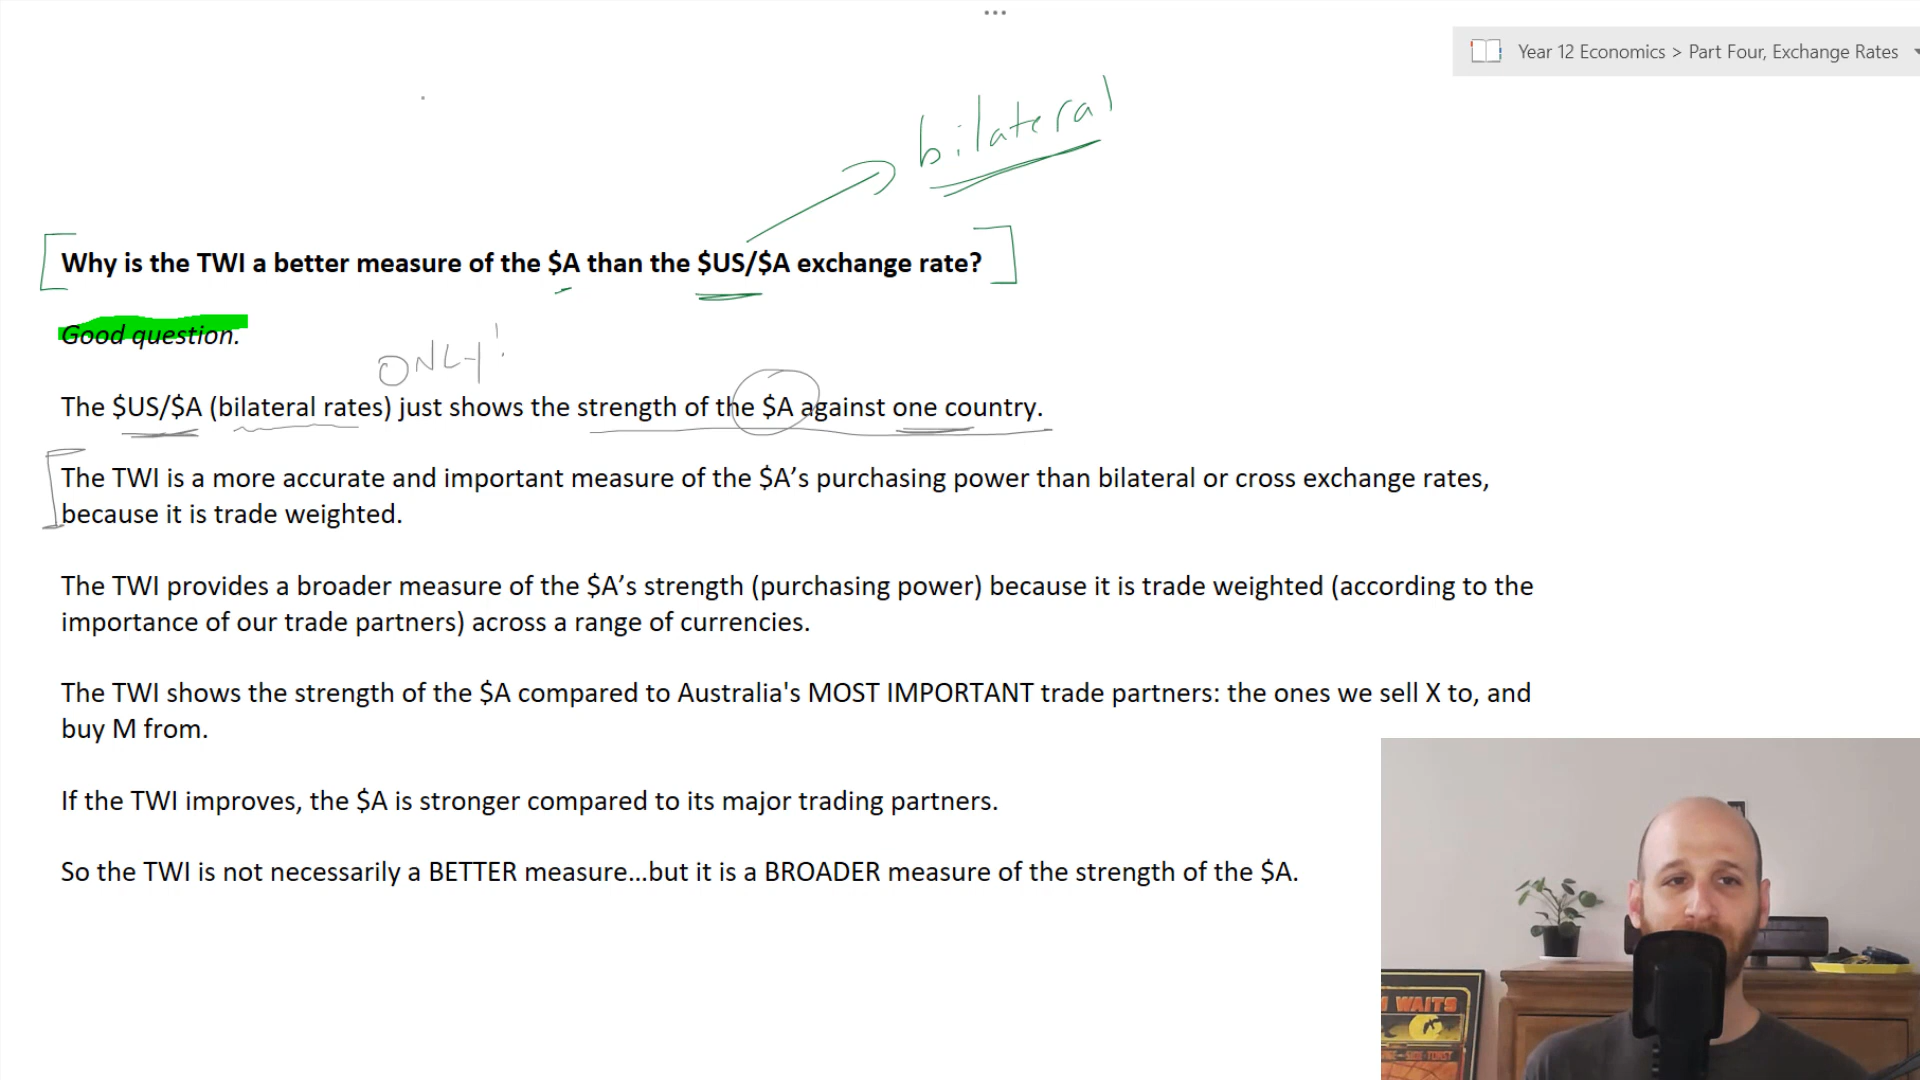 ...
Year 12 Economics > Part Four, Exchange Rates
bilateral
Why is the TWI a better measure of the $A than the $US/$A exchange rate?
Good question.
ONLY!
The $US/$A (bilateral rates) just shows the strength of the $A against one country.
The TWI is a more accurate and important measure of the $A’s purchasing power than bilateral or cross exchange rates,
because it is trade weighted.
The TWI provides a broader measure of the $A’s strength (purchasing power) because it is trade weighted (according to the
importance of our trade partners) across a range of currencies.
The TWI shows the strength of the $A compared to Australia's MOST IMPORTANT trade partners: the ones we sell X to, and
buy M from.
If the TWI improves, the $A is stronger compared to its major trading partners.
So the TWI is not necessarily a BETTER measure...but it is a BROADER measure of the strength of the $A.
WAITS